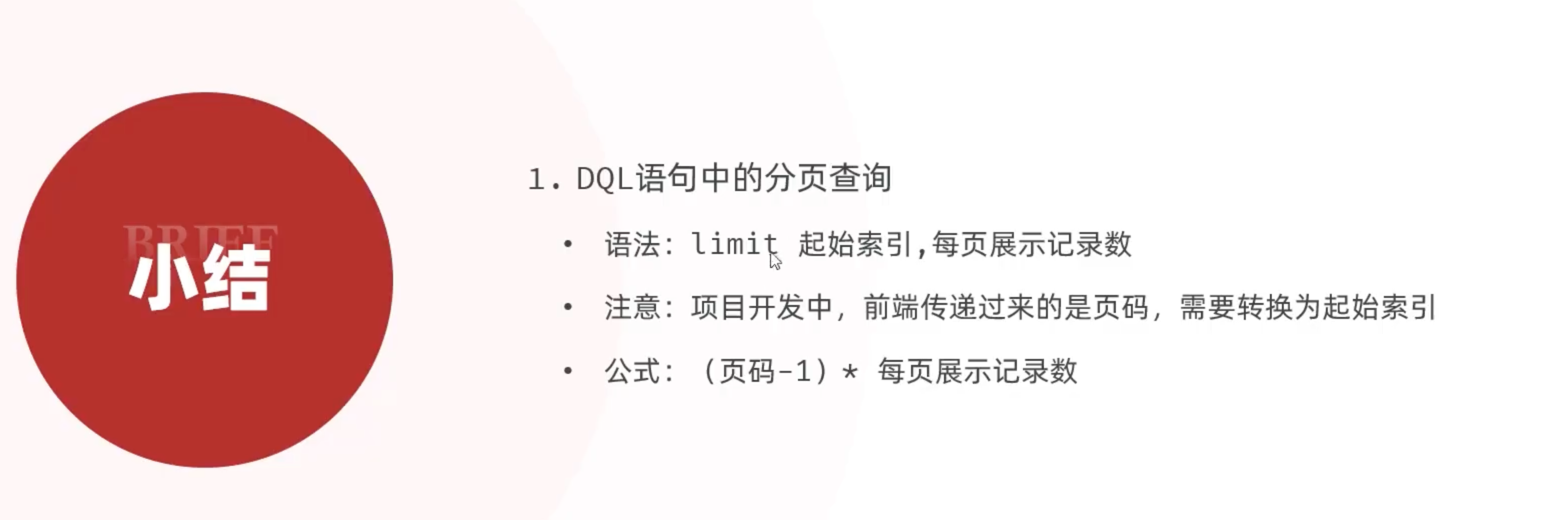 BRIEF
小结
1. DQL语句中的分页查询
• 语法：limit 起始索引,每页展示记录数
• 注意：项目开发中，前端传递过来的是页码，需要转换为起始索引
• 公式：（页码-1）* 每页展示记录数